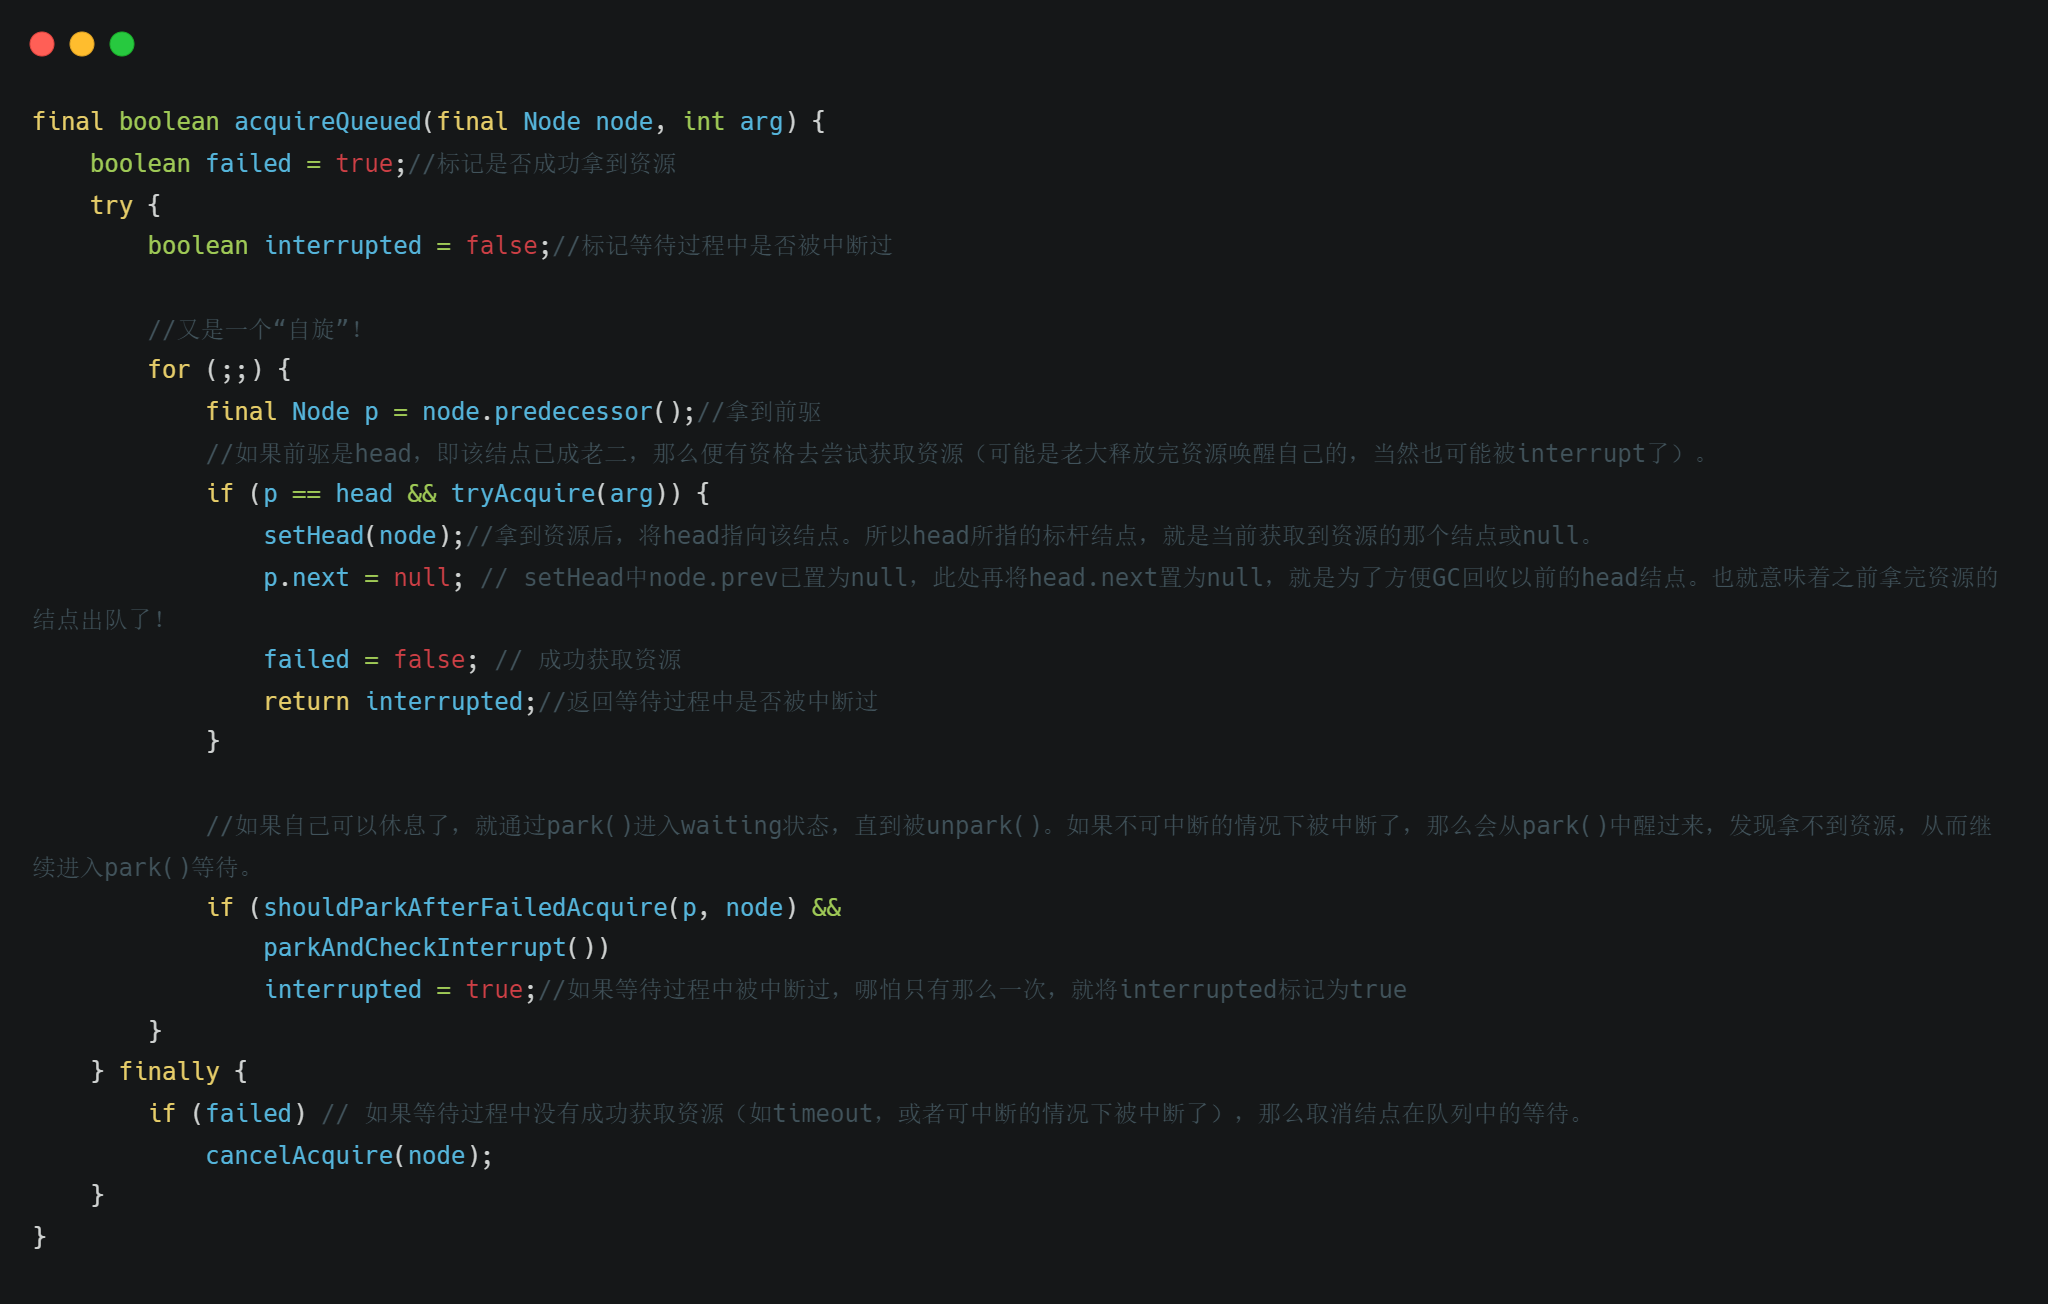 final boolean acquireQueued(final Node node, int arg) {
    boolean failed = true;//标记是否成功拿到资源
    try {
        boolean interrupted = false;//标记等待过程中是否被中断过
        //又是一个“自旋”！
        for (;;) {
            final Node p = node.predecessor();//拿到前驱
            //如果前驱是head，即该结点已成老二，那么便有资格去尝试获取资源（可能是老大释放完资源唤醒自己的，当然也可能被interrupt了）。
            if (p == head && tryAcquire(arg)) {
                setHead(node);//拿到资源后，将head指向该结点。所以head所指的标杆结点，就是当前获取到资源的那个结点或null。
                p.next = null; // setHead中node.prev已置为null，此处再将head.next置为null，就是为了方便GC回收以前的head结点。也就意味着之前拿完资源的
结点出队了！
                failed = false; // 成功获取资源
                return interrupted;//返回等待过程中是否被中断过
            }
            //如果自己可以休息了，就通过park()进入waiting状态，直到被unpark()。如果不可中断的情况下被中断了，那么会从park()中醒过来，发现拿不到资源，从而继
续进入park()等待。
            if (shouldParkAfterFailedAcquire(p, node) &&
                parkAndCheckInterrupt())
                interrupted = true;//如果等待过程中被中断过，哪怕只有那么一次，就将interrupted标记为true
        }
    } finally {
        if (failed) // 如果等待过程中没有成功获取资源（如timeout，或者可中断的情况下被中断了），那么取消结点在队列中的等待。
            cancelAcquire(node);
    }
}